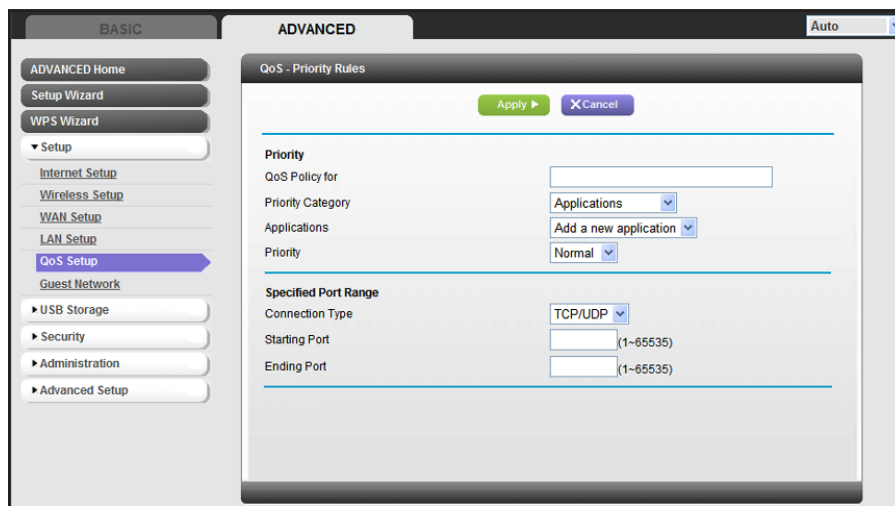 BASIC
ADVANCED
Auto
ADVANCED Home
Setup Wizard
WPS Wizard
▼ Setup
Internet Setup
Wireless Setup
WAN Setup
LAN Setup
QoS Setup
Guest Network
▶ USB Storage
▶ Security
▶ Administration
▶ Advanced Setup
QoS - Priority Rules
Apply ▶
X Cancel
Priority
QoS Policy for
Priority Category
Applications
Applications
Add a new application
Priority
Normal
Specified Port Range
Connection Type
TCP/UDP
Starting Port
(1~65535)
Ending Port
(1~65535)